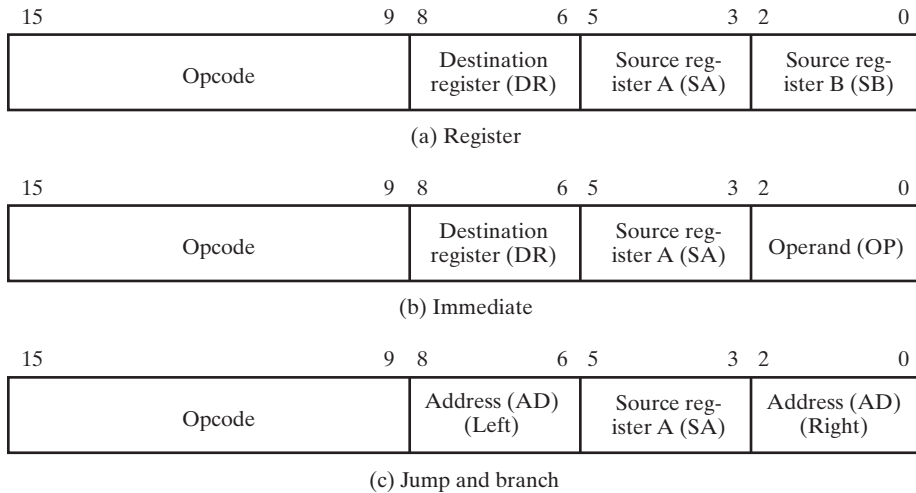 15 9 8 6 5 3 2 0
Opcode
Destination
register (DR)
Source reg-
ister A (SA)
Source reg-
ister B (SB)
(a) Register
15 9 8 6 5 3 2 0
Opcode
Destination
register (DR)
Source reg-
ister A (SA)
Operand (OP)
(b) Immediate
15 9 8 6 5 3 2 0
Opcode
Address (AD)
(Left)
Source reg-
ister A (SA)
Address (AD)
(Right)
(c) Jump and branch